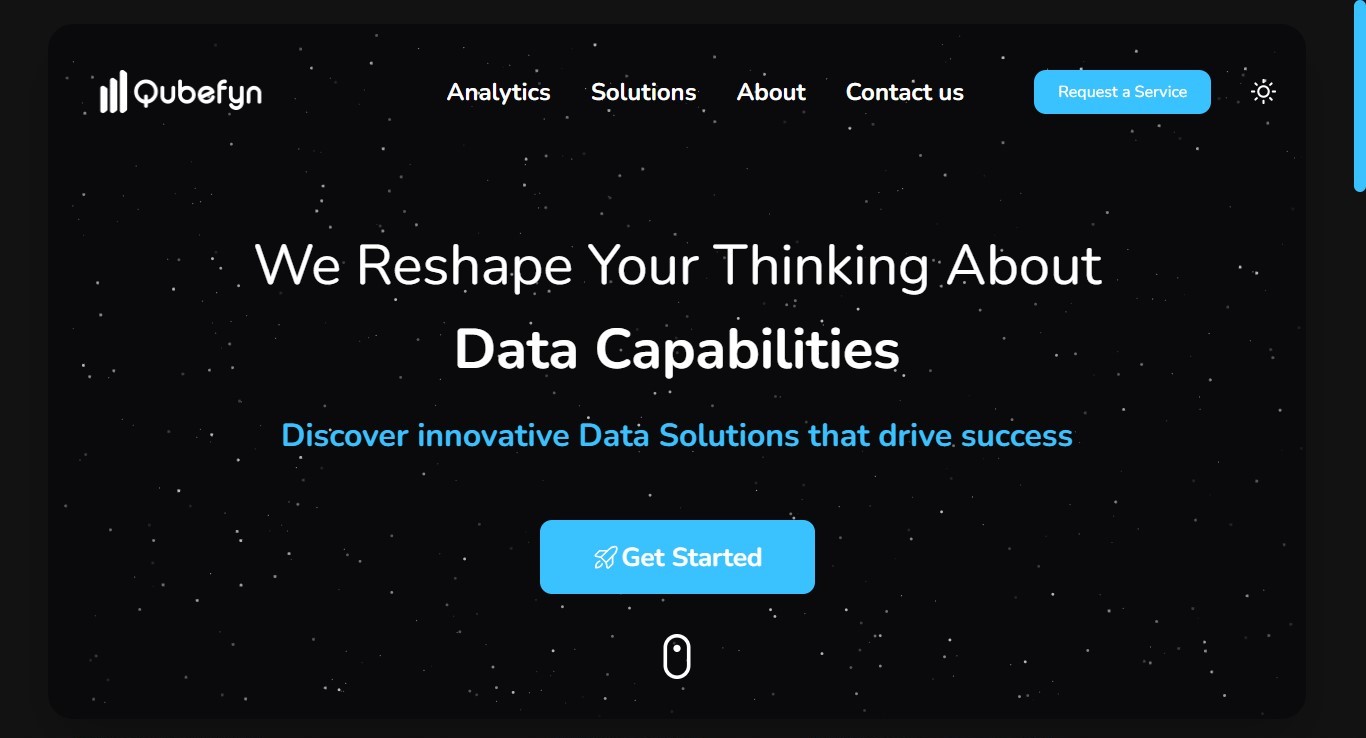 Qubefyn
Analytics
Solutions
About
Contact us
Request a Service
We Reshape Your Thinking About
Data Capabilities
Discover innovative Data Solutions that drive success
Get Started